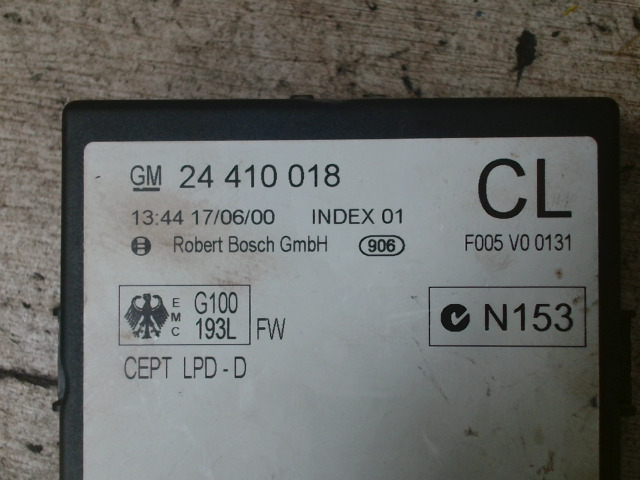 GM 24 410 018 CL
13:44 17/06/00 INDEX 01
Robert Bosch GmbH 906 F005 V0 0131
EMC G100 193L FW
N153
CEPT LPD - D